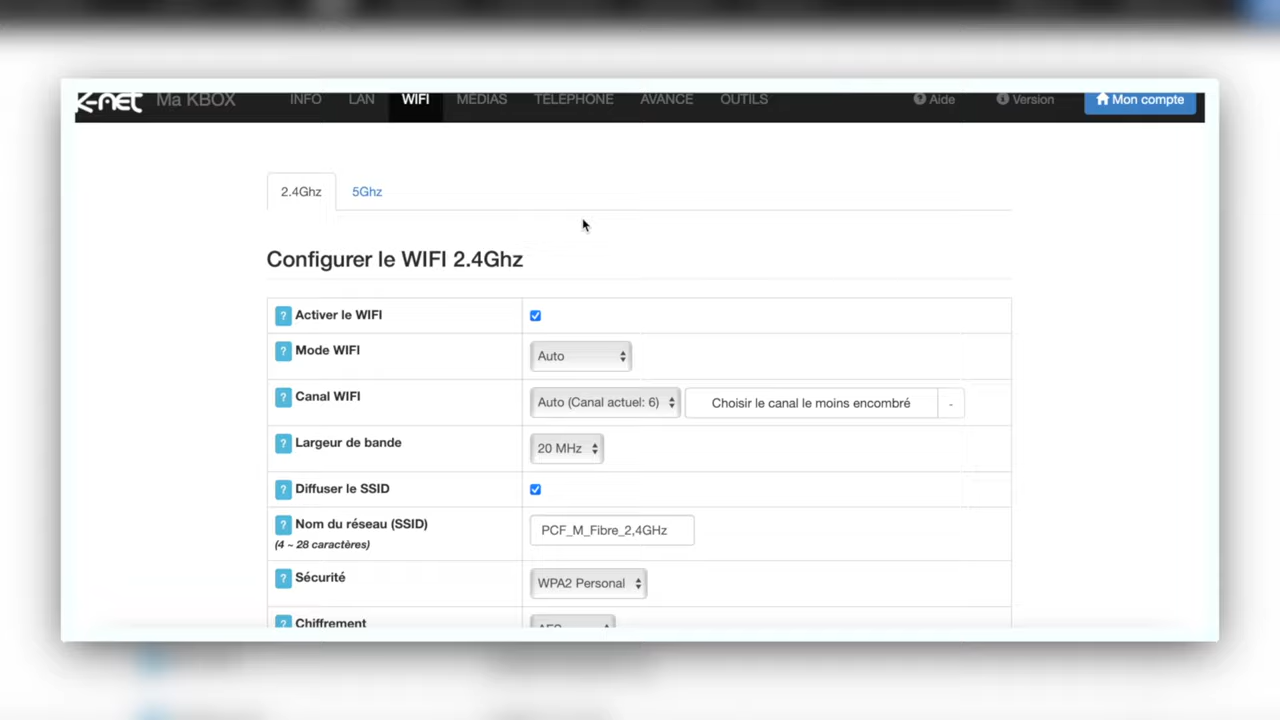 K-net Ma KBOX INFO LAN WIFI MEDIAS TELEPHONE AVANCE OUTILS Aide Version Mon compte
2.4Ghz 5Ghz
Configurer le WIFI 2.4Ghz
? Activer le WIFI
? Mode WIFI Auto
? Canal WIFI Auto (Canal actuel: 6) Choisir le canal le moins encombré -
? Largeur de bande 20 MHz
? Diffuser le SSID
? Nom du réseau (SSID) PCF_M_Fibre_2,4GHz
(4 ~ 28 caractères)
? Sécurité WPA2 Personal
? Chiffrement AES